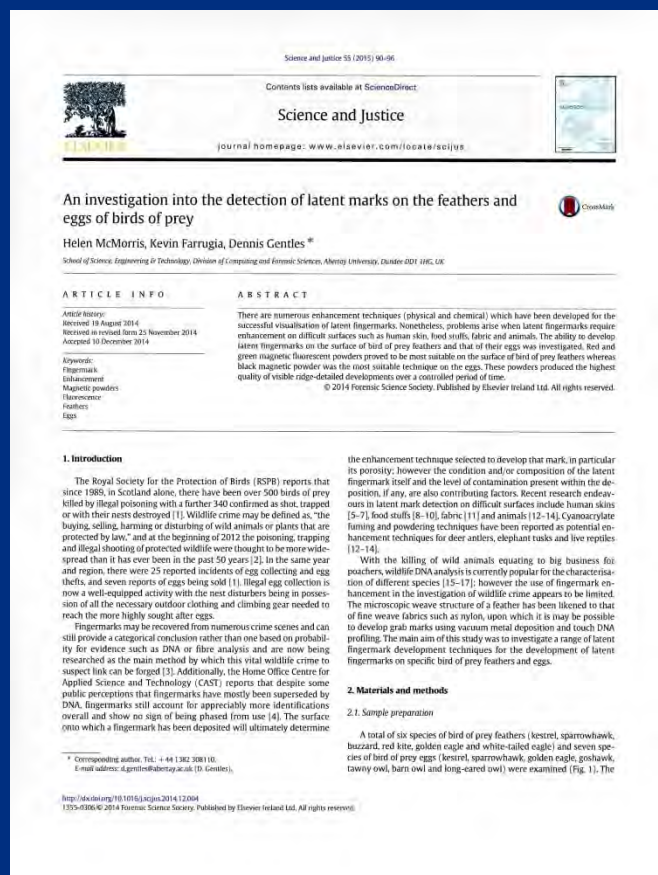 Science and Justice 55 (2015) 90–96
Contents lists available at ScienceDirect
Science and Justice
journal homepage: www.elsevier.com/locate/scijus
ELSEVIER
An investigation into the detection of latent marks on the feathers and
eggs of birds of prey
CrossMark
Helen McMorris, Kevin Farrugia, Dennis Gentles *
School of Science, Engineering & Technology, Division of Computing and Forensic Sciences, Abertay University, Dundee DD1 1HG, UK
ARTICLE INFO
Article history:
Received 19 August 2014
Received in revised form 25 November 2014
Accepted 10 December 2014
Keywords:
Fingermark
Enhancement
Magnetic powders
Fluorescence
Feathers
Eggs
ABSTRACT
There are numerous enhancement techniques (physical and chemical) which have been developed for the
successful visualisation of latent fingermarks. Nonetheless, problems arise when latent fingermarks require
enhancement on difficult surfaces such as human skin, food stuffs, fabric and animals. The ability to develop
latent fingermarks on the surface of bird of prey feathers and that of their eggs was investigated. Red and
green magnetic fluorescent powders proved to be most suitable on the surface of bird of prey feathers whereas
black magnetic powder was the most suitable technique on the eggs. These powders produced the highest
quality of visible ridge-detailed developments over a controlled period of time.
© 2014 Forensic Science Society. Published by Elsevier Ireland Ltd. All rights reserved.
1. Introduction
The Royal Society for the Protection of Birds (RSPB) reports that
since 1989, in Scotland alone, there have been over 500 birds of prey
killed by illegal poisoning with a further 340 confirmed as shot, trapped
or with their nests destroyed [1]. Wildlife crime may be defined as, "the
buying, selling, harming or disturbing of wild animals or plants that are
protected by law," and at the beginning of 2012 the poisoning, trapping
and illegal shooting of protected wildlife were thought to be more wide-
spread than it has ever been in the past 50 years [2]. In the same year
and region, there were 25 reported incidents of egg collecting and egg
thefts, and seven reports of eggs being sold [1]. Illegal egg collection is
now a well-equipped activity with the nest disturbers being in posses-
sion of all the necessary outdoor clothing and climbing gear needed to
reach the more highly sought after eggs.
Fingermarks may be recovered from numerous crime scenes and can
still provide a categorical conclusion rather than one based on probabil-
ity for evidence such as DNA or fibre analysis and are now being
researched as the main method by which this vital wildlife crime to
suspect link can be forged [3]. Additionally, the Home Office Centre for
Applied Science and Technology (CAST) reports that despite some
public perceptions that fingermarks have mostly been superseded by
DNA, fingermarks still account for appreciably more identifications
overall and show no sign of being phased from use [4]. The surface
onto which a fingermark has been deposited will ultimately determine
* Corresponding author. Tel.: +44 1382 308110.
E-mail address: d.gentles@abertay.ac.uk (D. Gentles).
the enhancement technique selected to develop that mark, in particular
its porosity; however the condition and/or composition of the latent
fingermark itself and the level of contamination present within the de-
position, if any, are also contributing factors. Recent research endeav-
ours in latent mark detection on difficult surfaces include human skins
[5–7], food stuffs [8–10], fabric [11] and animals [12–14]. Cyanoacrylate
fuming and powdering techniques have been reported as potential en-
hancement techniques for deer antlers, elephant tusks and live reptiles
[12–14].
With the killing of wild animals equating to big business for
poachers, wildlife DNA analysis is currently popular for the characterisa-
tion of different species [15–17]; however the use of fingermark en-
hancement in the investigation of wildlife crime appears to be limited.
The microscopic weave structure of a feather has been likened to that
of fine weave fabrics such as nylon, upon which it is may be possible
to develop grab marks using vacuum metal deposition and touch DNA
profiling. The main aim of this study was to investigate a range of latent
fingermark development techniques for the development of latent
fingermarks on specific bird of prey feathers and eggs.
2. Materials and methods
2.1. Sample preparation
A total of six species of bird of prey feathers (kestrel, sparrowhawk,
buzzard, red kite, golden eagle and white-tailed eagle) and seven spe-
cies of bird of prey eggs (kestrel, sparrowhawk, golden eagle, goshawk,
tawny owl, barn owl and long-eared owl) were examined (Fig. 1). The
http://dx.doi.org/10.1016/j.scijus.2014.12.004
1355-0306/© 2014 Forensic Science Society. Published by Elsevier Ireland Ltd. All rights reserved.